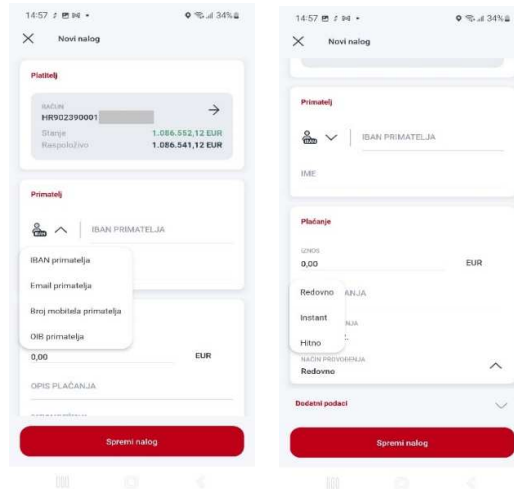 14:57
34%
Novi nalog
Platitelj
RAČUN
HR902390001
Stanje 1.086.552,12 EUR
Raspoloživo 1.086.541,12 EUR
Primatelj
IBAN PRIMATELJA
IBAN primatelja
Email primatelja
Broj mobitela primatelja
OIB primatelja
0,00 EUR
OPIS PLAĆANJA
Spremi nalog
14:57
34%
Novi nalog
Primatelj
IBAN PRIMATELJA
IME
Plaćanje
IZNOS
0,00 EUR
Redovno
Instant
Hitno
NAČIN PROVOĐENJA
Redovno
Dodatni podaci
Spremi nalog